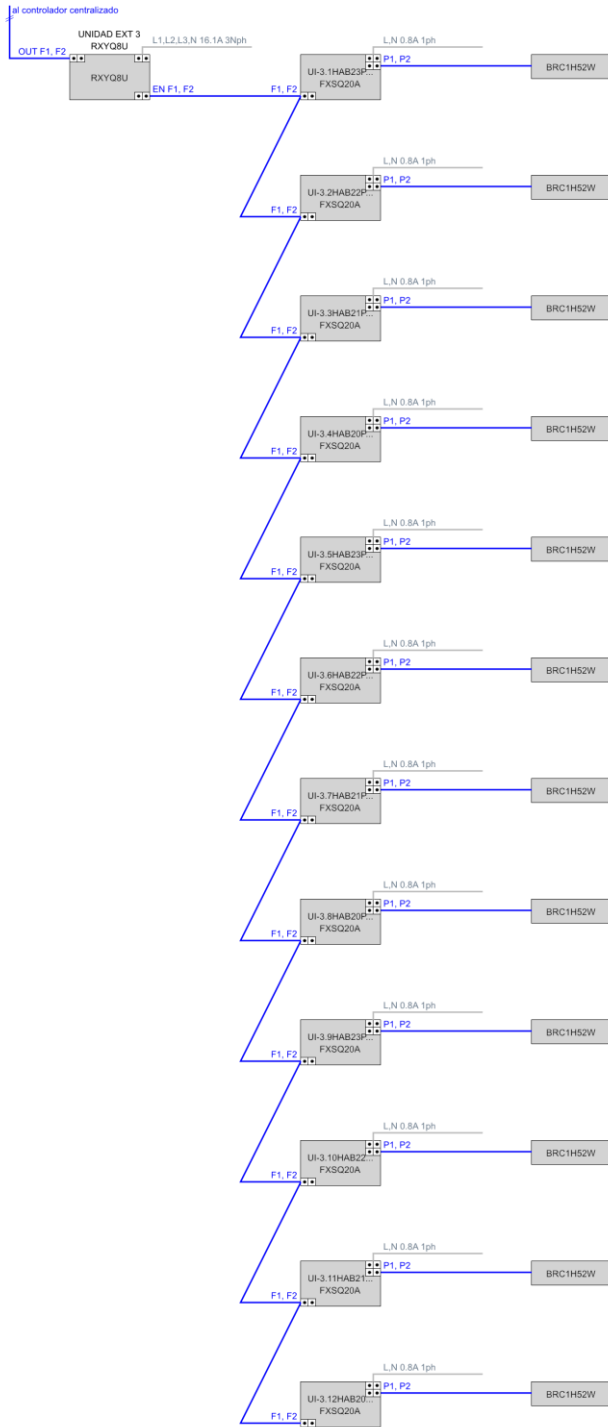 al controlador centralizado
UNIDAD EXT 3
RXYQ8U
L1,L2,L3,N 16.1A 3Nph
OUT F1, F2
RXYQ8U
EN F1, F2
L,N 0.8A 1ph
F1, F2
UI-3.1HAB23P...
FXSQ20A
P1, P2
BRC1H52W
L,N 0.8A 1ph
F1, F2
UI-3.2HAB22P...
FXSQ20A
P1, P2
BRC1H52W
L,N 0.8A 1ph
F1, F2
UI-3.3HAB21P...
FXSQ20A
P1, P2
BRC1H52W
L,N 0.8A 1ph
F1, F2
UI-3.4HAB20P...
FXSQ20A
P1, P2
BRC1H52W
L,N 0.8A 1ph
F1, F2
UI-3.5HAB23P...
FXSQ20A
P1, P2
BRC1H52W
L,N 0.8A 1ph
F1, F2
UI-3.6HAB22P...
FXSQ20A
P1, P2
BRC1H52W
L,N 0.8A 1ph
F1, F2
UI-3.7HAB21P...
FXSQ20A
P1, P2
BRC1H52W
L,N 0.8A 1ph
F1, F2
UI-3.8HAB20P...
FXSQ20A
P1, P2
BRC1H52W
L,N 0.8A 1ph
F1, F2
UI-3.9HAB23P...
FXSQ20A
P1, P2
BRC1H52W
L,N 0.8A 1ph
F1, F2
UI-3.10HAB22...
FXSQ20A
P1, P2
BRC1H52W
L,N 0.8A 1ph
F1, F2
UI-3.11HAB21...
FXSQ20A
P1, P2
BRC1H52W
L,N 0.8A 1ph
F1, F2
UI-3.12HAB20...
FXSQ20A
P1, P2
BRC1H52W